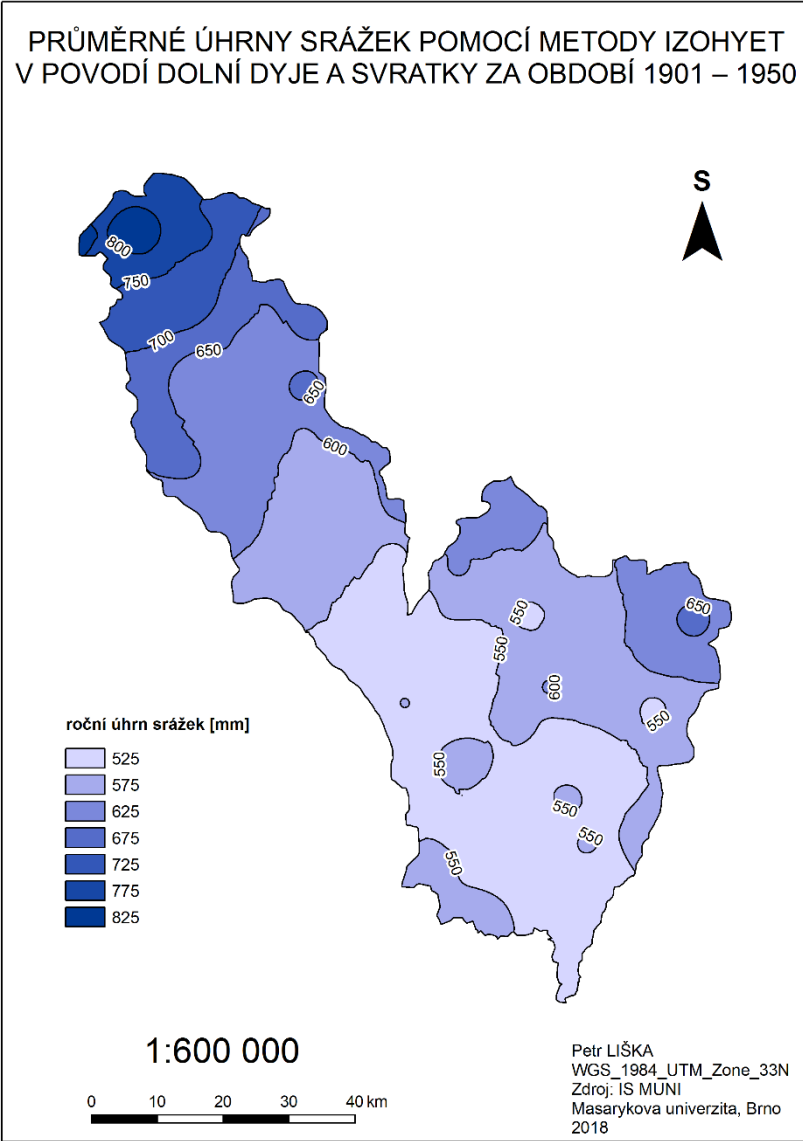 PRŮMĚRNÉ ÚHRNY SRÁŽEK POMOCÍ METODY IZOHYET
V POVODÍ DOLNÍ DYJE A SVRATKY ZA OBDOBÍ 1901 – 1950
S
800
750
700
650
650
600
550
650
550
600
550
550
550
550
550
roční úhrn srážek [mm]
525
575
625
675
725
775
825
1:600 000
0 10 20 30 40 km
Petr LIŠKA
WGS_1984_UTM_Zone_33N
Zdroj: IS MUNI
Masarykova univerzita, Brno
2018